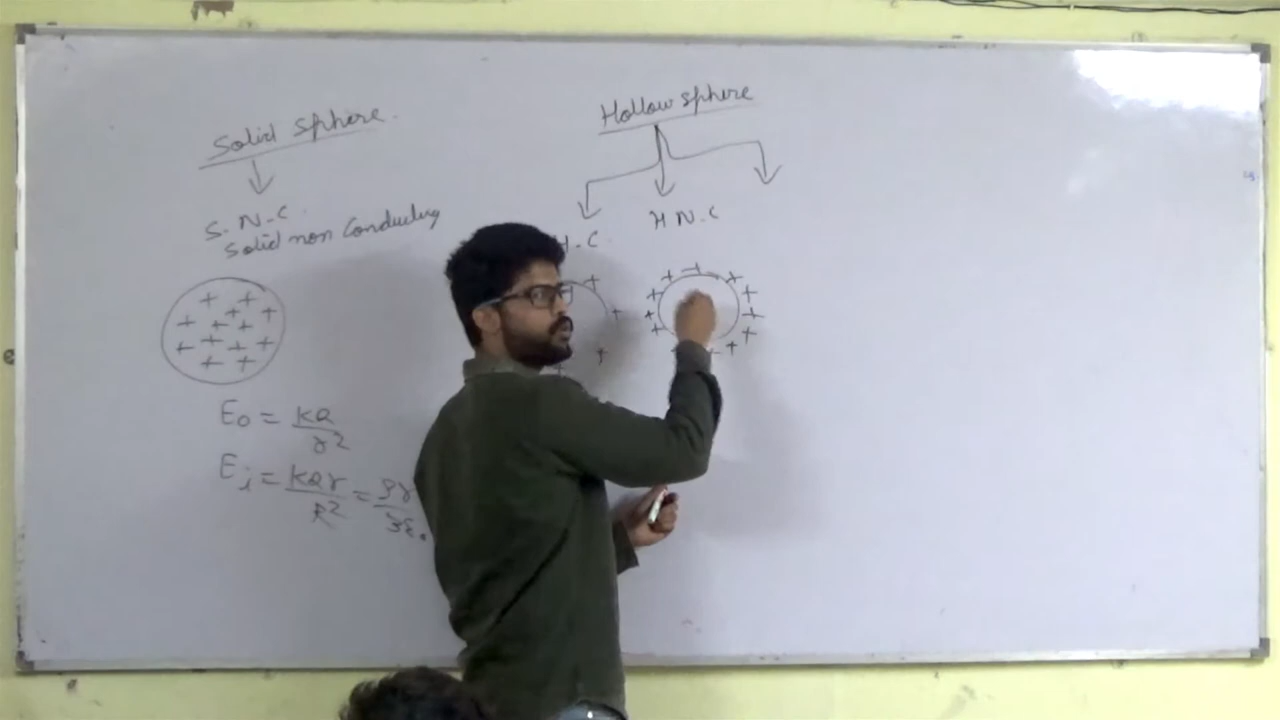 Solid Sphere.
S.N.C.
Solid non Conducting
E₀ = KQ/r²
Eᵢ = KQr/R² = ρr/3ε₀
Hollow Sphere
H.C.
H N.C